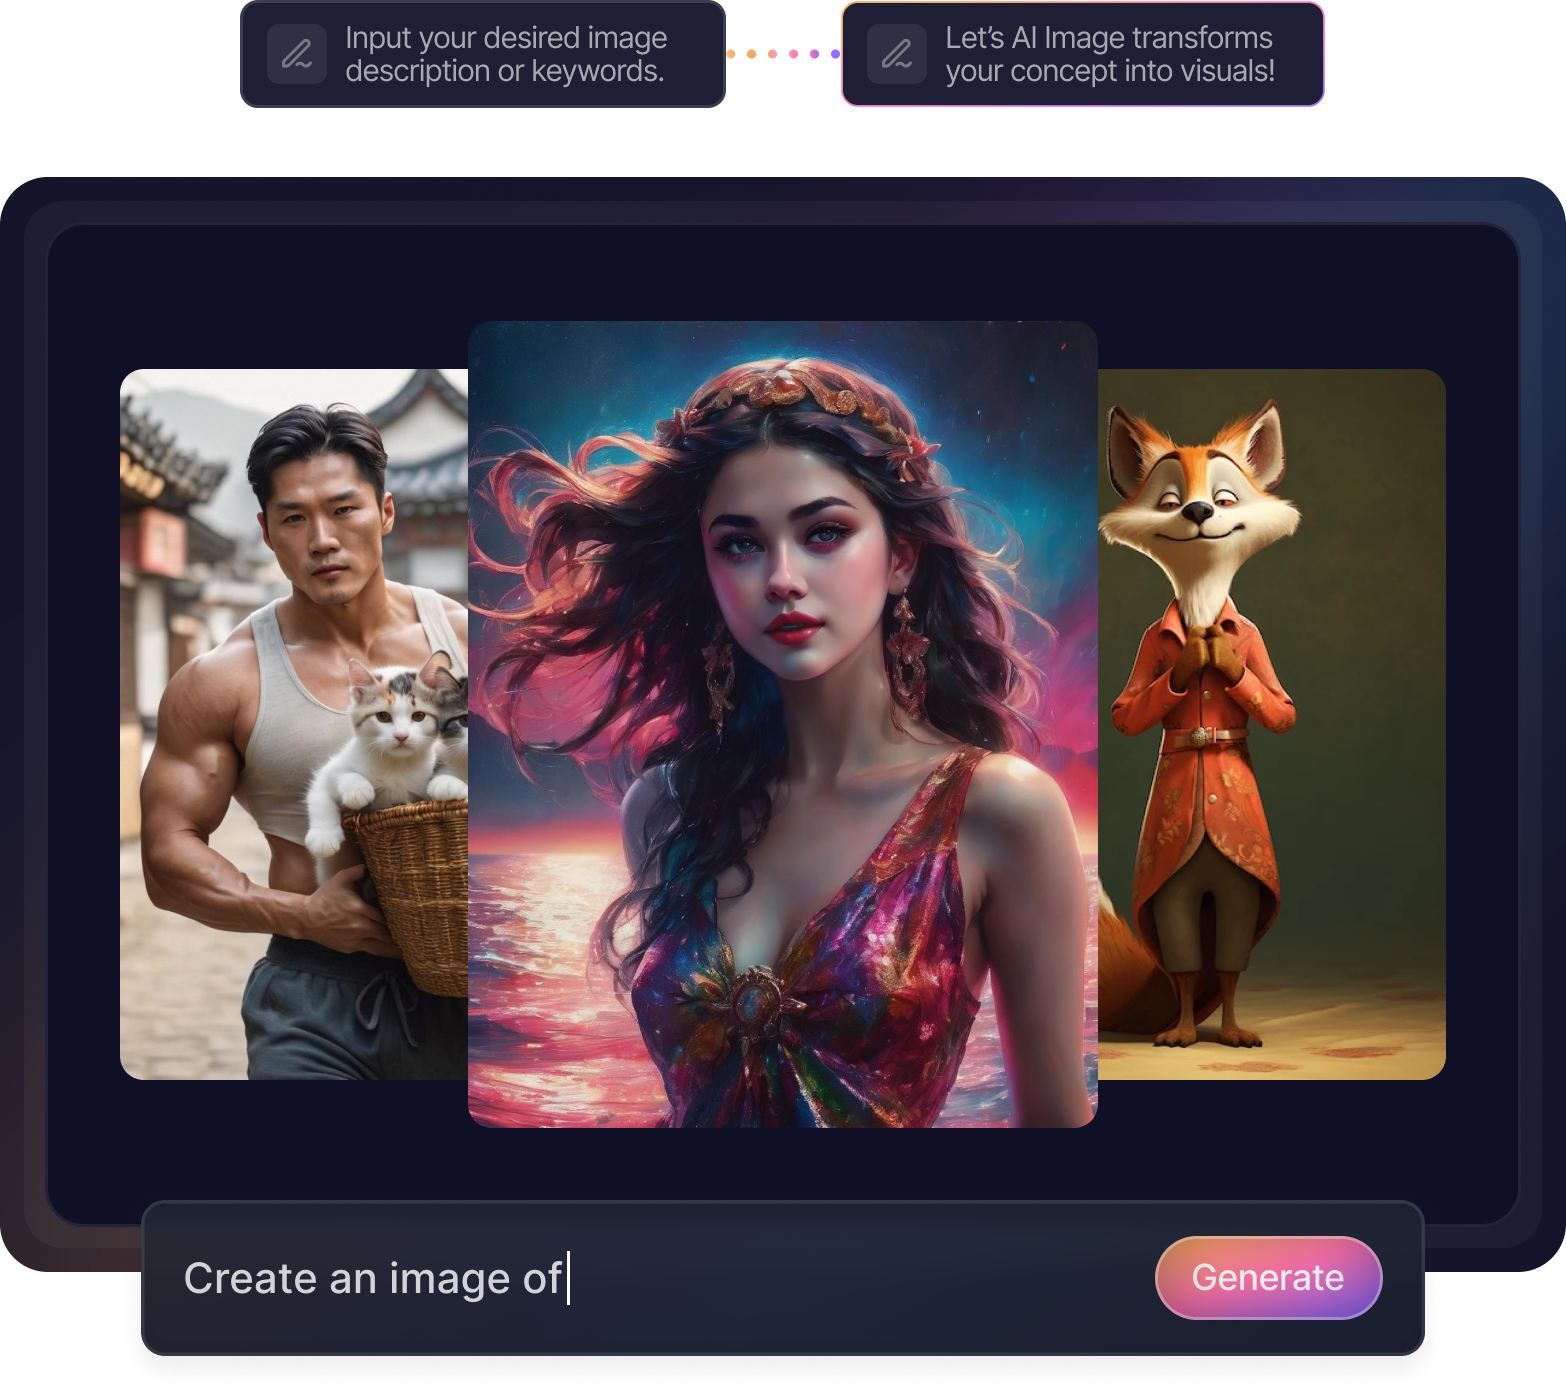 Input your desired image
description or keywords.
Let's AI Image transforms
your concept into visuals!
Create an image of
Generate